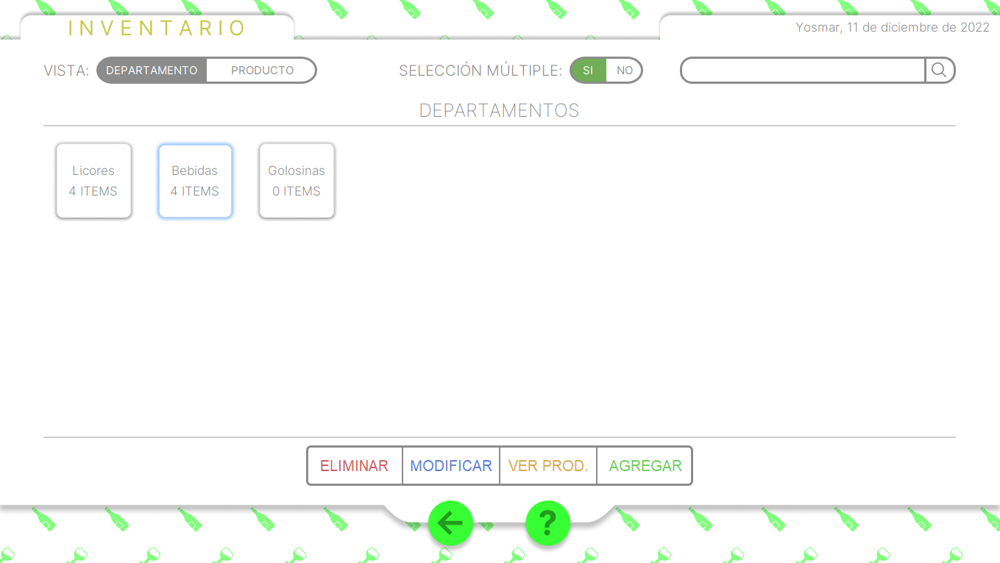 INVENTARIO
Yosmar, 11 de diciembre de 2022
VISTA: DEPARTAMENTO PRODUCTO SELECCIÓN MÚLTIPLE: SI NO
DEPARTAMENTOS
Licores Bebidas Golosinas
4 ITEMS 4 ITEMS 0 ITEMS
ELIMINAR MODIFICAR VER PROD. AGREGAR
?